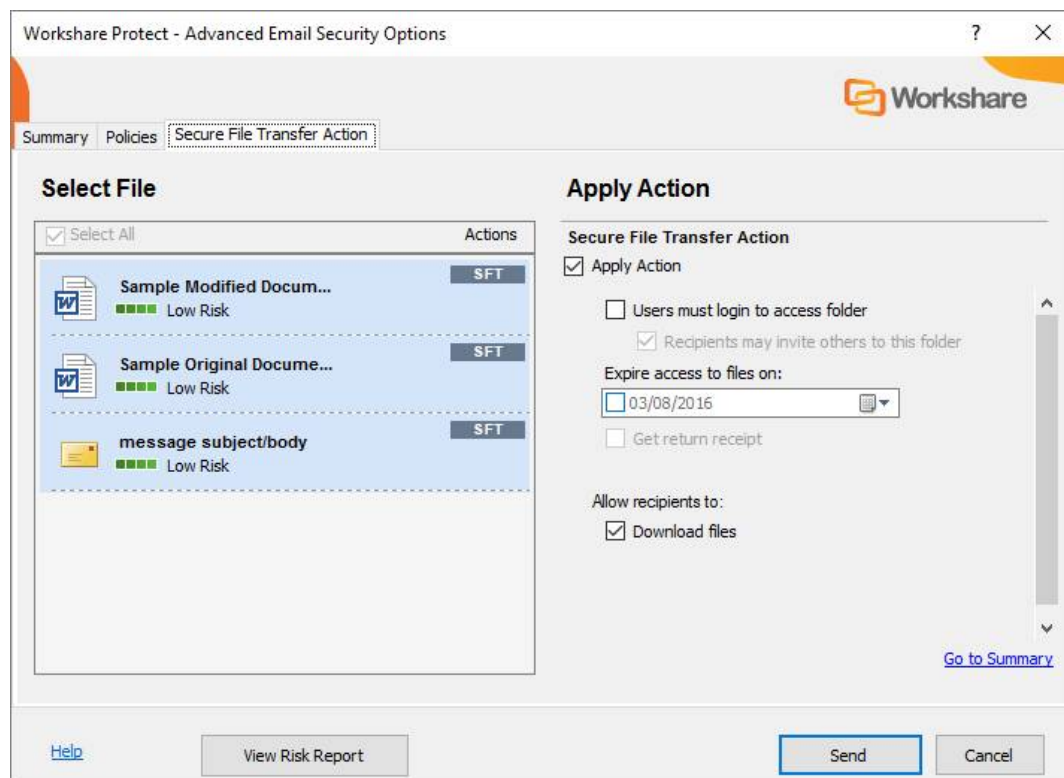 Workshare Protect - Advanced Email Security Options
?
Workshare
Summary
Policies
Secure File Transfer Action
Select File
Select All
Actions
SFT
Sample Modified Docum...
Low Risk
SFT
Sample Original Docume...
Low Risk
SFT
message subject/body
Low Risk
Apply Action
Secure File Transfer Action
Apply Action
Users must login to access folder
Recipients may invite others to this folder
Expire access to files on:
03/08/2016
Get return receipt
Allow recipients to:
Download files
Go to Summary
Help
View Risk Report
Send
Cancel